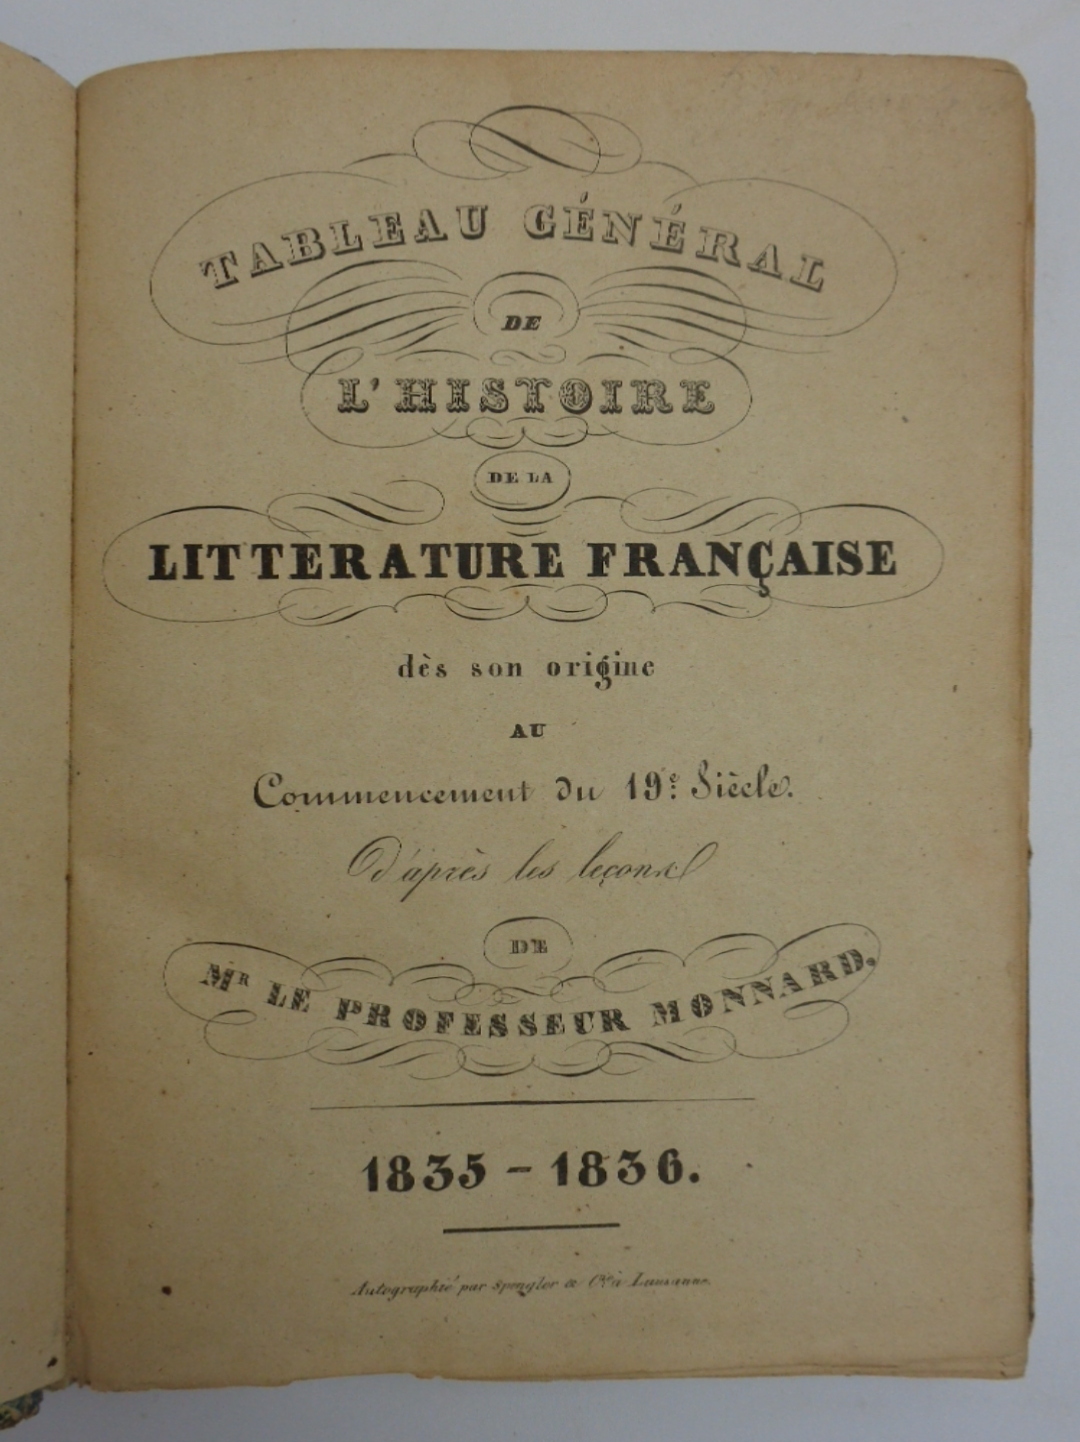 TABLEAU GÉNÉRAL
DE
L'HISTOIRE
DE LA
LITTERATURE FRANÇAISE
dès son origine
AU
Commencement du 19e Siècle.
D'après les leçons
DE
MR LE PROFESSEUR MONNARD.
1835 - 1836.
Autographié par Spengler & Cie à Lausanne.